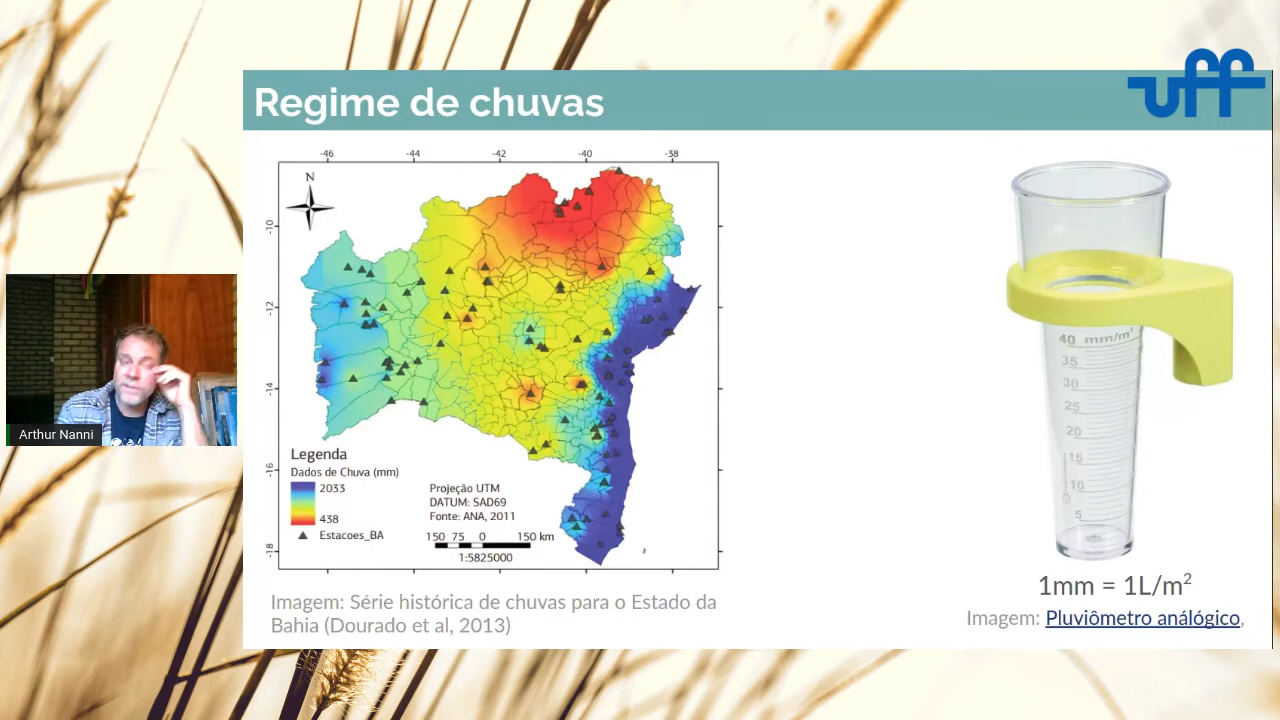 uff
Regime de chuvas
-46 -44 -42 -40 -38
N
-10
-12
-14
-16
-18
Legenda
Dados de Chuva (mm)
2033
438
Estacoes_BA
Projeção UTM
DATUM: SAD69
Fonte: ANA, 2011
150 75 0 150 km
1:5825000
Imagem: Série histórica de chuvas para o Estado da
Bahia (Dourado et al, 2013)
40 mm/m²
35
30
25
20
15
10
5
1mm = 1L/m²
Imagem: Pluviômetro análógico,
Arthur Nanni